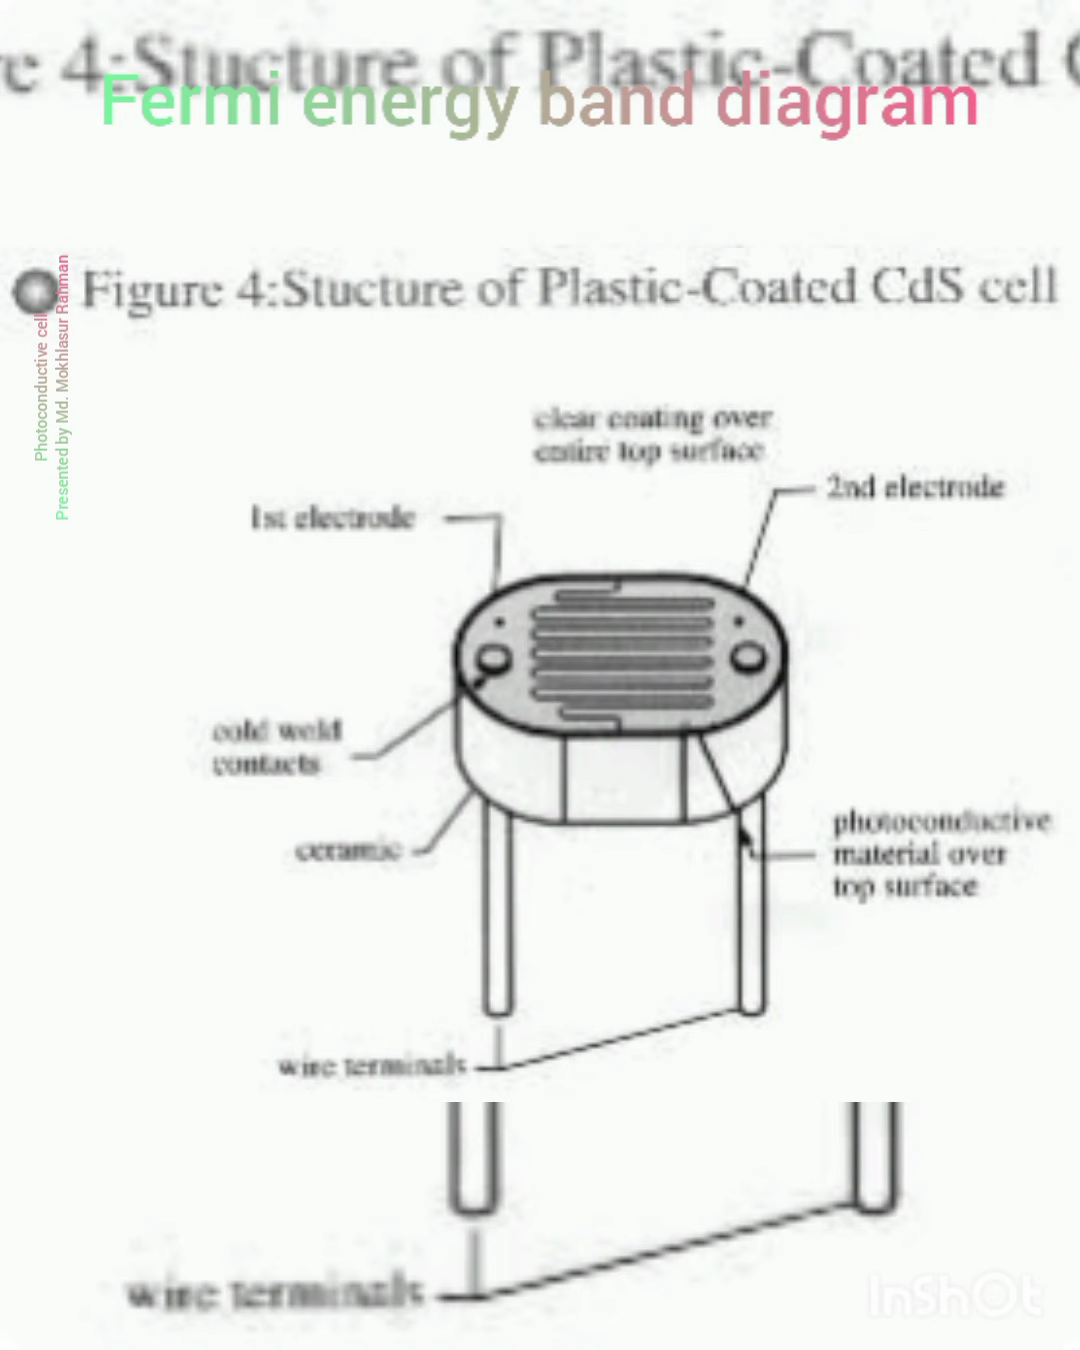 re 4:Stucture of Plastic-Coated C
Fermi energy band diagram
Figure 4:Stucture of Plastic-Coated CdS cell
Photoconductive cell
Presented by Md. Mokhlasur Rahman
clear coating over
entire top surface
2nd electrode
1st electrode
cold weld
contacts
ceramic
photoconductive
material over
top surface
wire terminals
wire terminals
InShOt